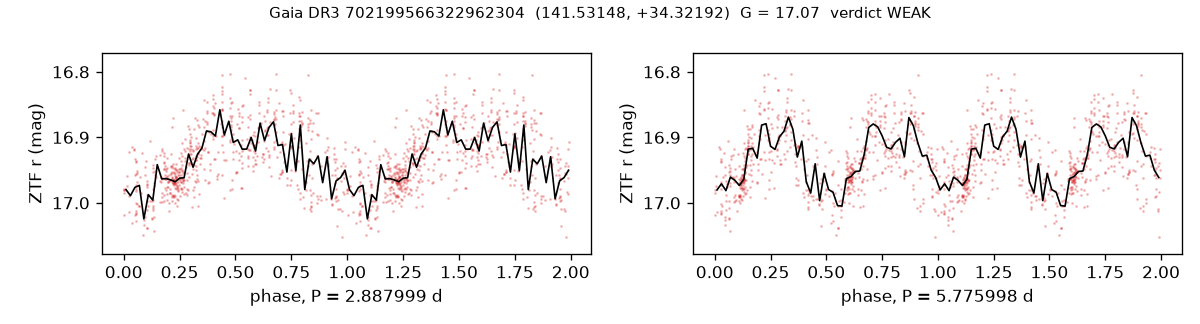 Gaia DR3 702199566322962304  (141.53148, +34.32192)  G = 17.07  verdict WEAK
ZTF r (mag)
16.8
16.9
17.0
0.00 0.25 0.50 0.75 1.00 1.25 1.50 1.75 2.00
phase, P = 2.887999 d
ZTF r (mag)
16.8
16.9
17.0
0.00 0.25 0.50 0.75 1.00 1.25 1.50 1.75 2.00
phase, P = 5.775998 d